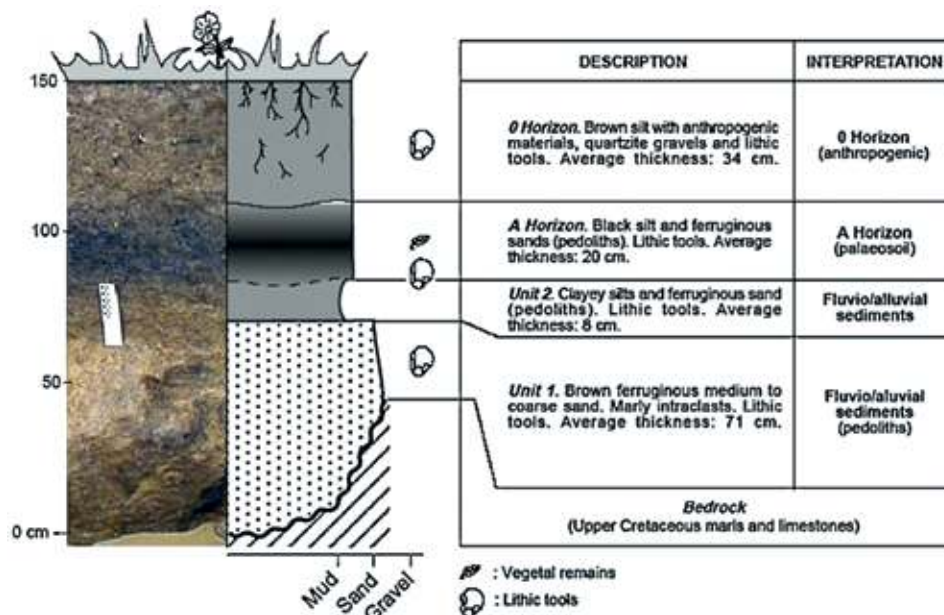 150
100
50
0 cm
Mud
Sand
Gravel
DESCRIPTION
INTERPRETATION
0 Horizon. Brown silt with anthropogenic
materials, quartzite gravels and lithic
tools. Average thickness: 34 cm.
0 Horizon
(anthropogenic)
A Horizon. Black silt and ferruginous
sands (pedoliths). Lithic tools. Average
thickness: 20 cm.
A Horizon
(palaeosoil)
Unit 2. Clayey silts and ferruginous sand
(pedoliths). Lithic tools. Average
thickness: 8 cm.
Fluvio/alluvial
sediments
Unit 1. Brown ferruginous medium to
coarse sand. Marly intraclasts. Lithic
tools. Average thickness: 71 cm.
Fluvio/aluvial
sediments
(pedoliths)
Bedrock
(Upper Cretaceous marls and limestones)
: Vegetal remains
: Lithic tools